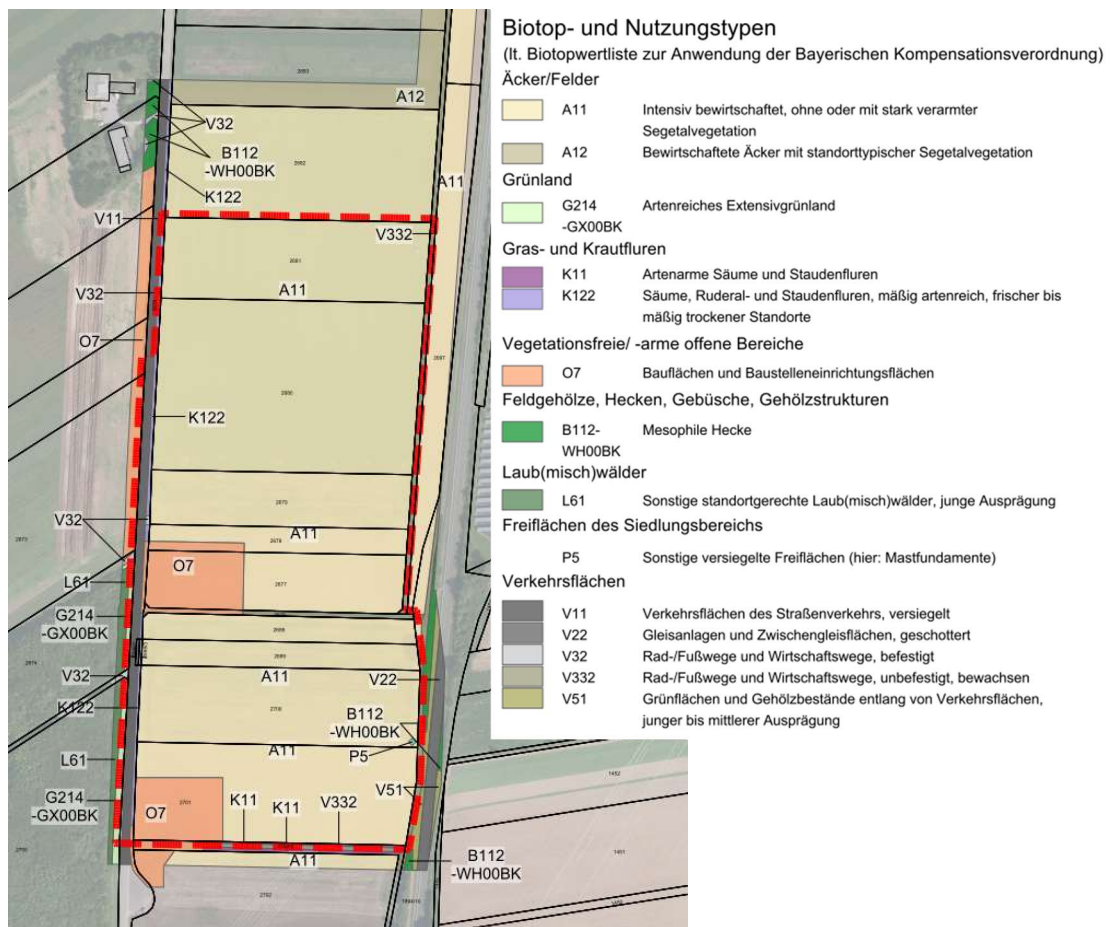 Biotop- und Nutzungstypen
(lt. Biotopwertliste zur Anwendung der Bayerischen Kompensationsverordnung)
Äcker/Felder
A11 Intensiv bewirtschaftet, ohne oder mit stark verarmter
Segetalvegetation
A12 Bewirtschaftete Äcker mit standorttypischer Segetalvegetation
Grünland
G214 Artenreiches Extensivgrünland
-GX00BK
Gras- und Krautfluren
K11 Artenarme Säume und Staudenfluren
K122 Säume, Ruderal- und Staudenfluren, mäßig artenreich, frischer bis
mäßig trockener Standorte
Vegetationsfreie/ -arme offene Bereiche
O7 Bauflächen und Baustelleneinrichtungsflächen
Feldgehölze, Hecken, Gebüsche, Gehölzstrukturen
B112- Mesophile Hecke
WH00BK
Laub(misch)wälder
L61 Sonstige standortgerechte Laub(misch)wälder, junge Ausprägung
Freiflächen des Siedlungsbereichs
P5 Sonstige versiegelte Freiflächen (hier: Mastfundamente)
Verkehrsflächen
V11 Verkehrsflächen des Straßenverkehrs, versiegelt
V22 Gleisanlagen und Zwischengleisflächen, geschottert
V32 Rad-/Fußwege und Wirtschaftswege, befestigt
V332 Rad-/Fußwege und Wirtschaftswege, unbefestigt, bewachsen
V51 Grünflächen und Gehölzbestände entlang von Verkehrsflächen,
junger bis mittlerer Ausprägung
A12
V32
B112
-WH00BK
A11
K122
V11
V332
A11
V32
O7
K122
V32
A11
O7
L61
G214
-GX00BK
A11
V32
V22
K122
B112
-WH00BK
A11
P5
L61
V51
G214
-GX00BK
O7
K11
K11
V332
A11
B112
-WH00BK
2701
2702
1452
1451